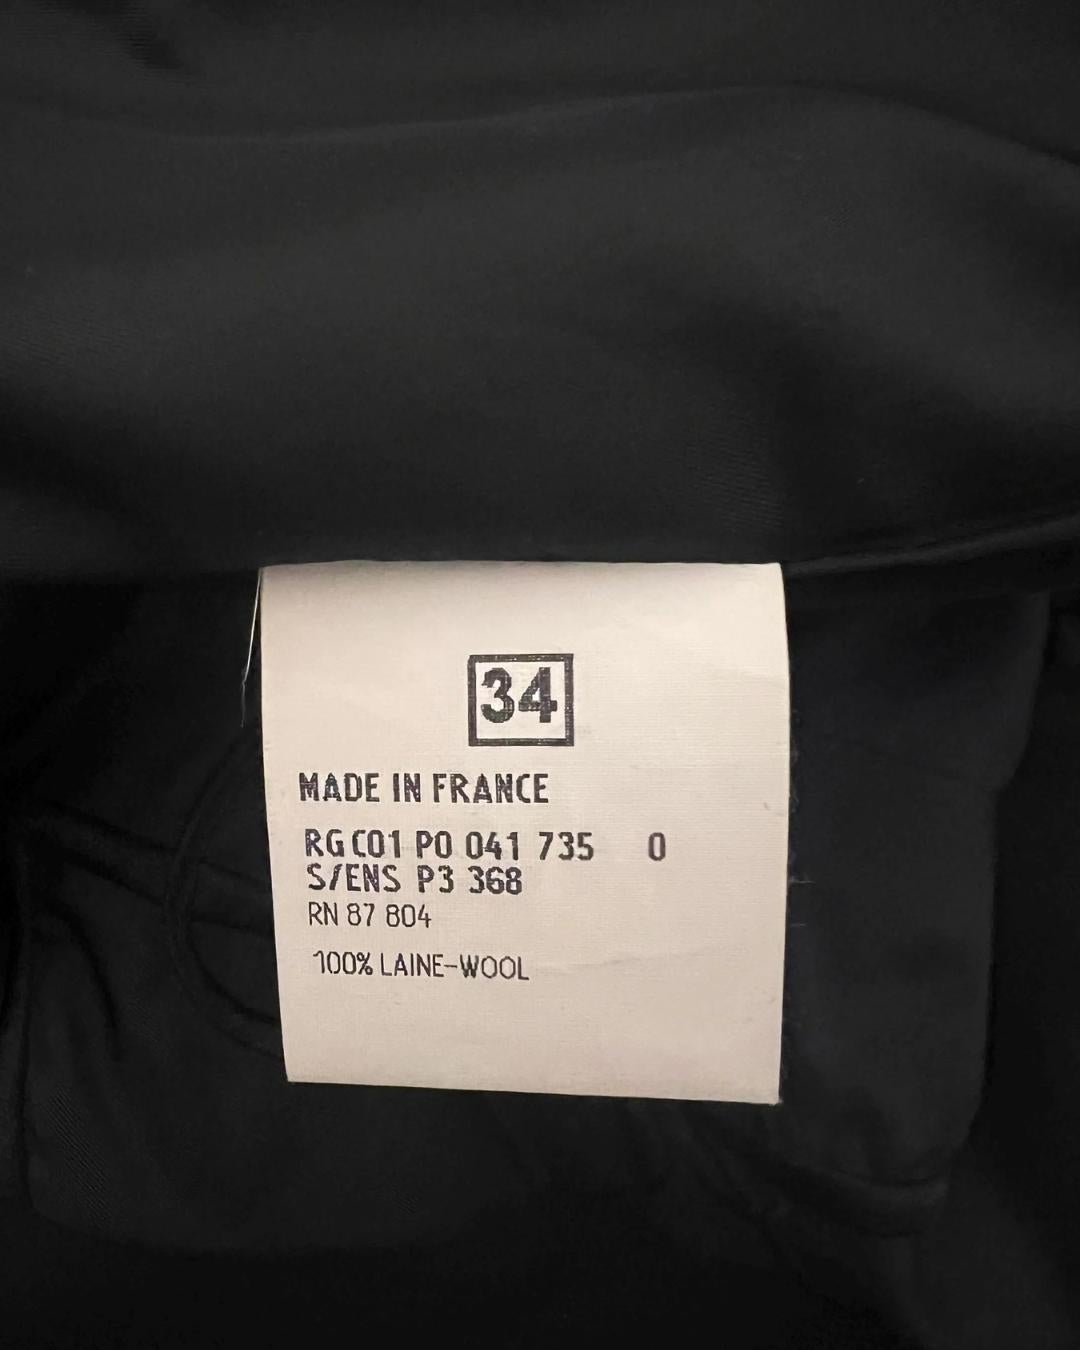 34
MADE IN FRANCE
RG C01 P0 041 735 0
S/ENS P3 368
RN 87 804
100% LAINE-WOOL